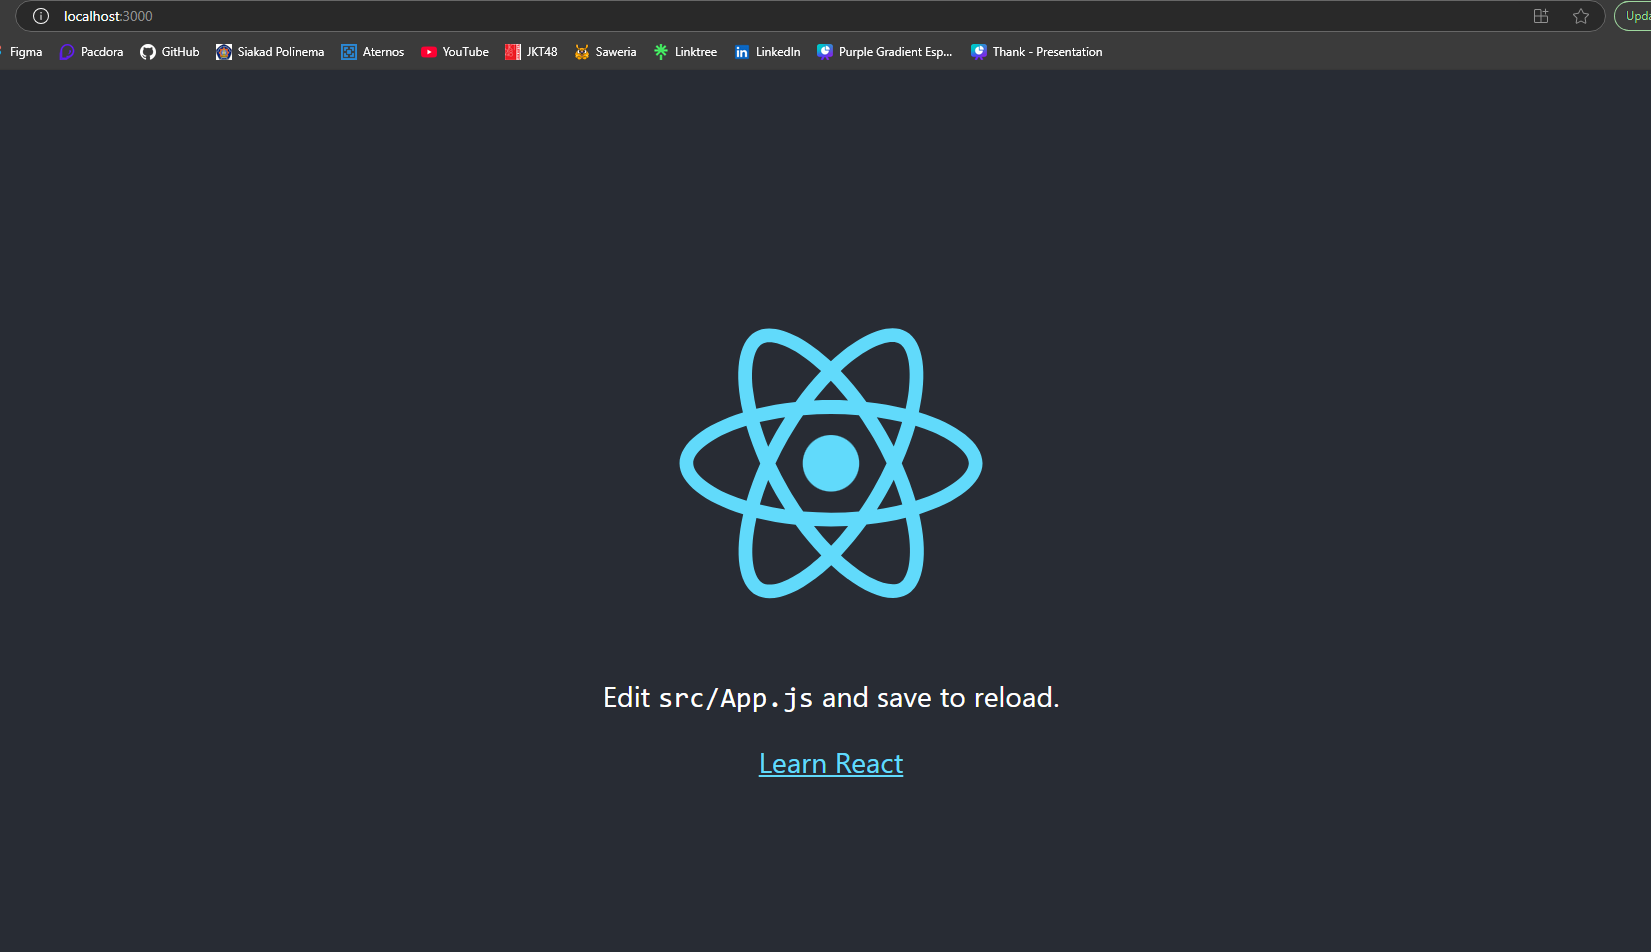 localhost:3000
Figma Pacdora GitHub Siakad Polinema Aternos YouTube JKT48 Saweria Linktree LinkedIn Purple Gradient Esp... Thank - Presentation
Edit src/App.js and save to reload.
Learn React